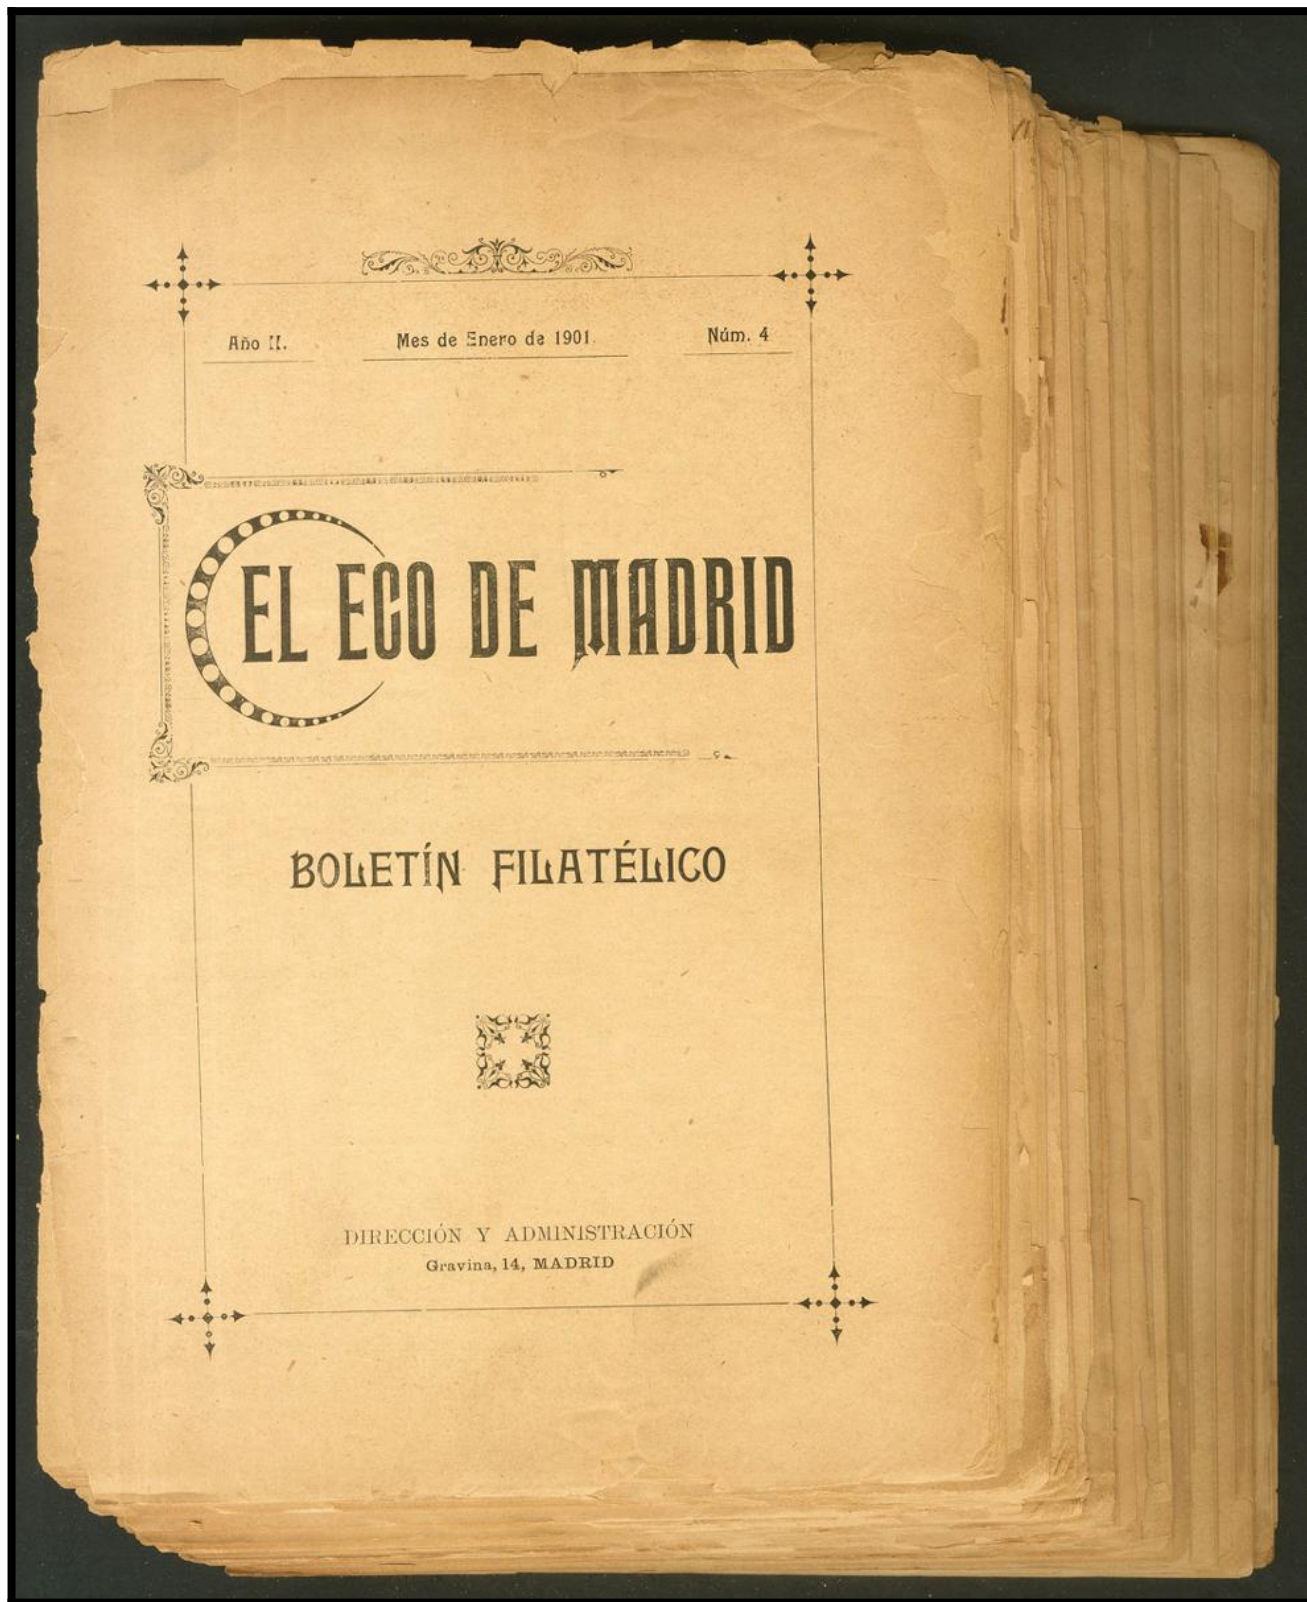 Año II.
Mes de Enero de 1901.
Núm. 4
EL ECO DE MADRID
BOLETÍN FILATÉLICO
DIRECCIÓN Y ADMINISTRACIÓN
Gravina, 14, MADRID